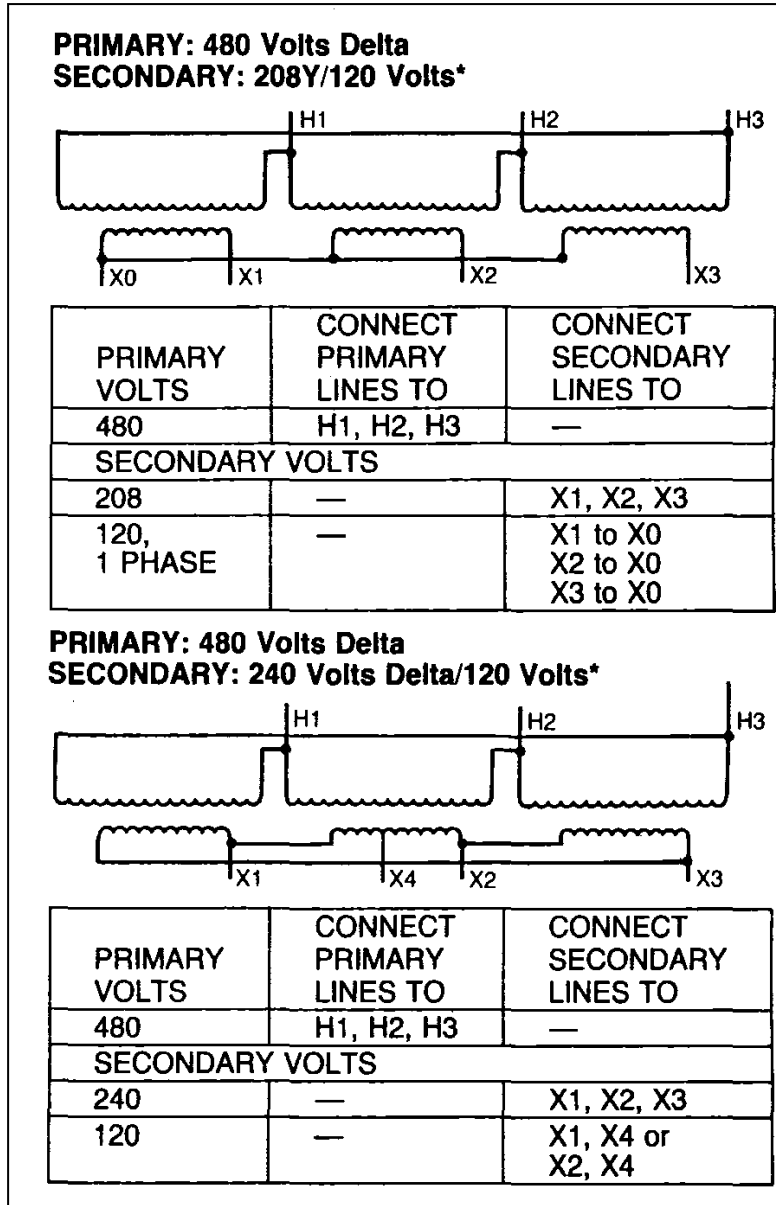 PRIMARY: 480 Volts Delta
SECONDARY: 208Y/120 Volts*
H1 H2 H3
X0 X1 X2 X3
PRIMARY VOLTS CONNECT PRIMARY LINES TO CONNECT SECONDARY LINES TO
480 H1, H2, H3 —
SECONDARY VOLTS
208 — X1, X2, X3
120, — X1 to X0
1 PHASE X2 to X0
X3 to X0
PRIMARY: 480 Volts Delta
SECONDARY: 240 Volts Delta/120 Volts*
H1 H2 H3
X1 X4 X2 X3
PRIMARY VOLTS CONNECT PRIMARY LINES TO CONNECT SECONDARY LINES TO
480 H1, H2, H3 —
SECONDARY VOLTS
240 — X1, X2, X3
120 — X1, X4 or
X2, X4